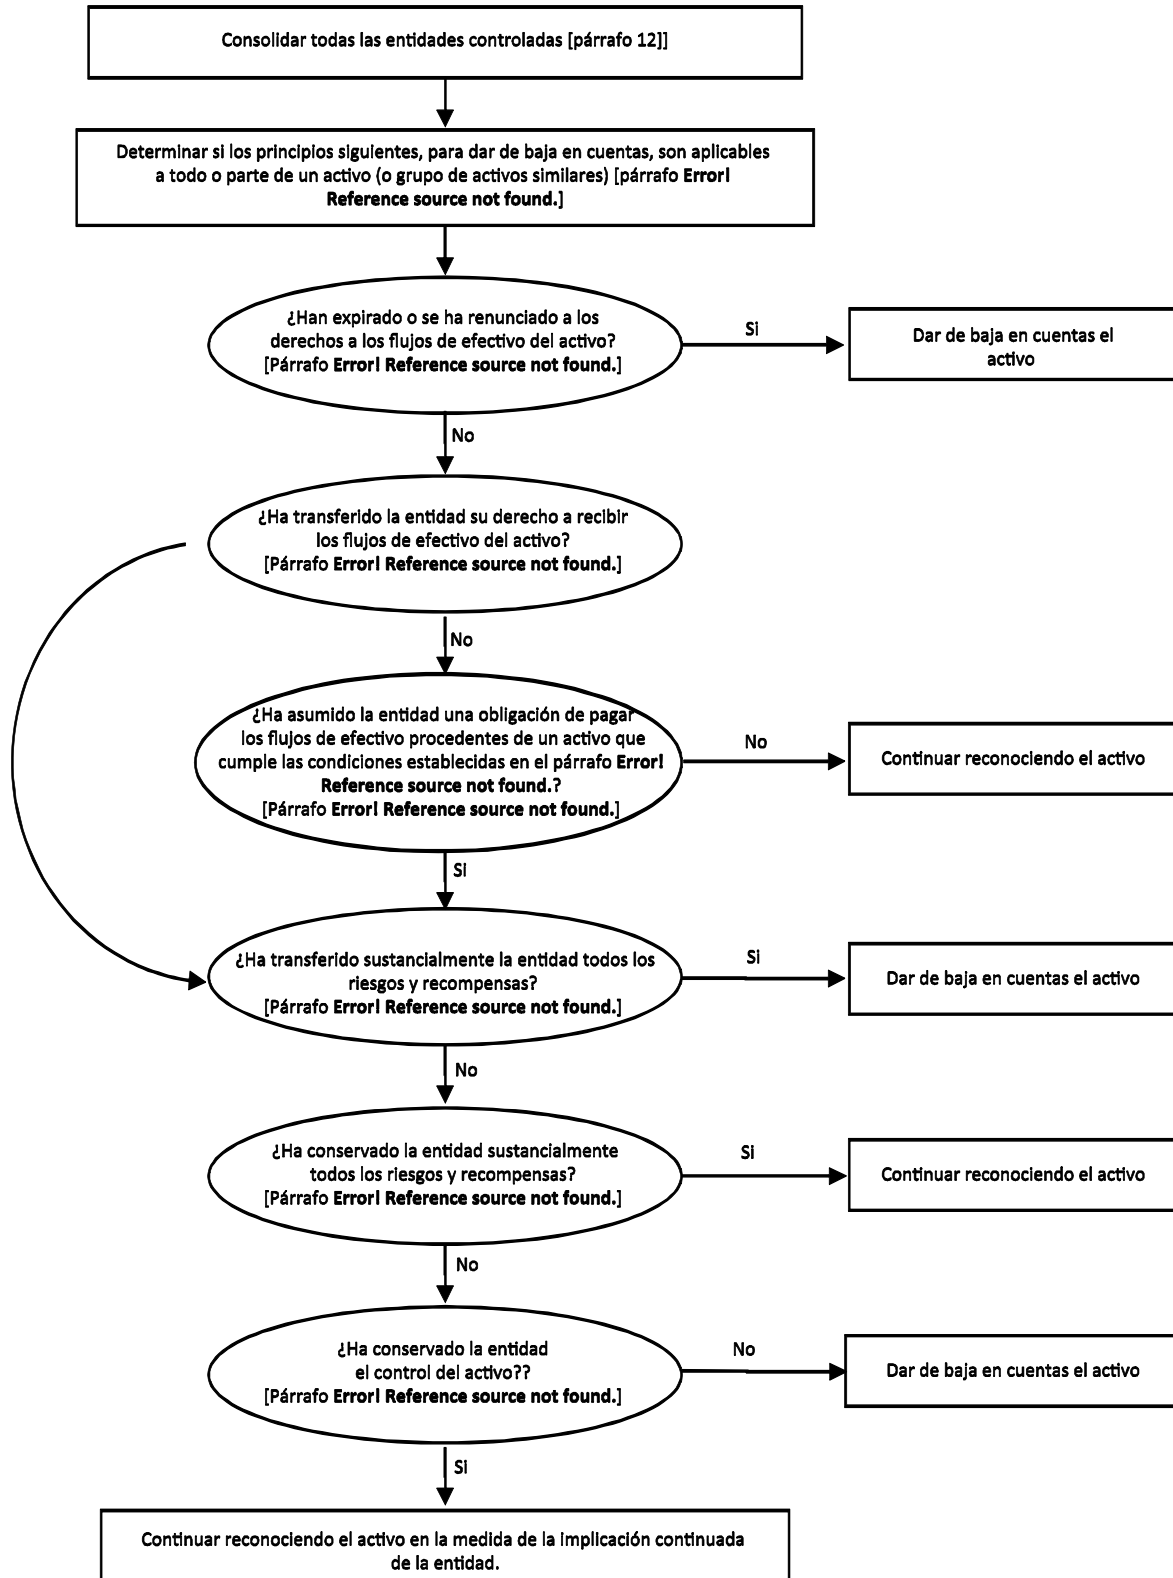 Consolidar todas las entidades controladas [párrafo 12]]
Determinar si los principios siguientes, para dar de baja en cuentas, son aplicables
a todo o parte de un activo (o grupo de activos similares) [párrafo Error!
Reference source not found.]
¿Han expirado o se ha renunciado a los
derechos a los flujos de efectivo del activo?
[Párrafo Error! Reference source not found.]
Si
Dar de baja en cuentas el
activo
No
¿Ha transferido la entidad su derecho a recibir
los flujos de efectivo del activo?
[Párrafo Error! Reference source not found.]
No
¿Ha asumido la entidad una obligación de pagar
los flujos de efectivo procedentes de un activo que
cumple las condiciones establecidas en el párrafo Error!
Reference source not found.?
[Párrafo Error! Reference source not found.]
No
Continuar reconociendo el activo
Si
¿Ha transferido sustancialmente la entidad todos los
riesgos y recompensas?
[Párrafo Error! Reference source not found.]
Si
Dar de baja en cuentas el activo
No
¿Ha conservado la entidad sustancialmente
todos los riesgos y recompensas?
[Párrafo Error! Reference source not found.]
Si
Continuar reconociendo el activo
No
¿Ha conservado la entidad
el control del activo??
[Párrafo Error! Reference source not found.]
No
Dar de baja en cuentas el activo
Si
Continuar reconociendo el activo en la medida de la implicación continuada
de la entidad.